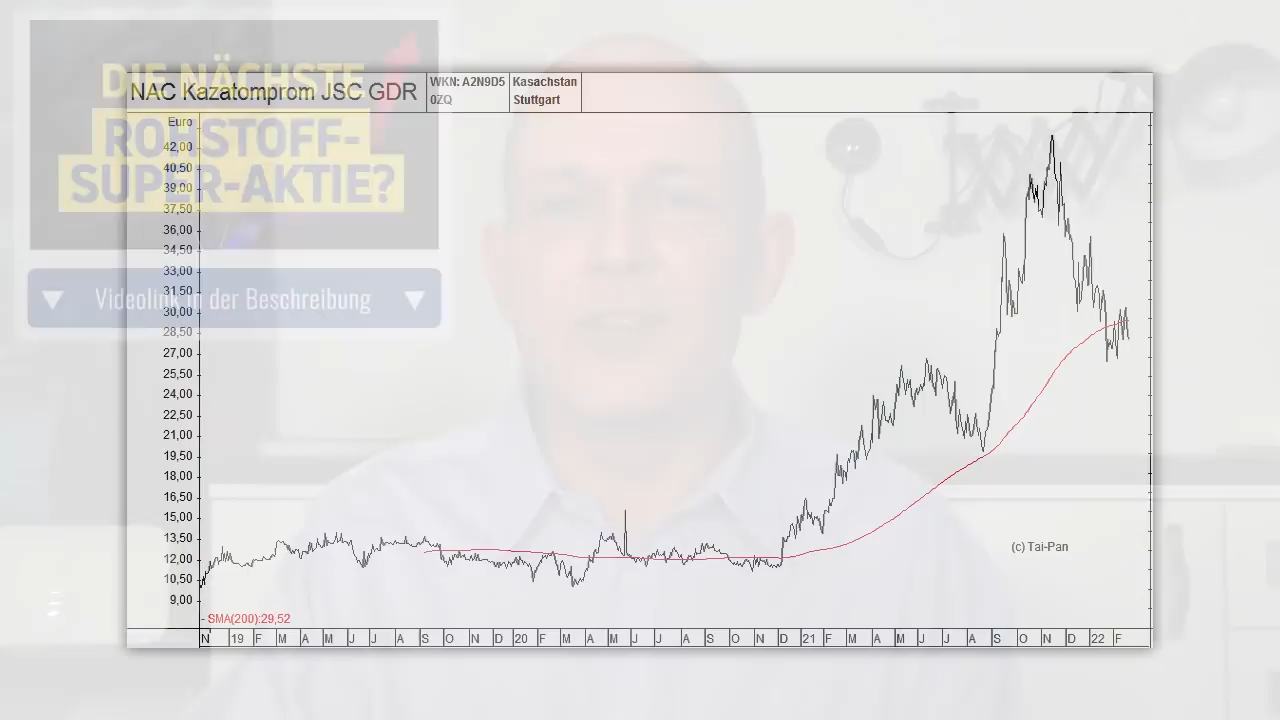 DIE NÄCHSTE
ROHSTOFF-
SUPER-AKTIE?
▼ Videolink in der Beschreibung ▼
NAC Kazatomprom JSC GDR
WKN: A2N9D5
0ZQ
Kasachstan
Stuttgart
Euro
42,00
40,50
39,00
37,50
36,00
34,50
33,00
31,50
30,00
28,50
27,00
25,50
24,00
22,50
21,00
19,50
18,00
16,50
15,00
13,50
12,00
10,50
9,00
(c) Tai-Pan
SMA(200):29,52
N 19 F M A M J J A S O N D 20 F M A M J J A S O N D 21 F M A M J J A S O N D 22 F